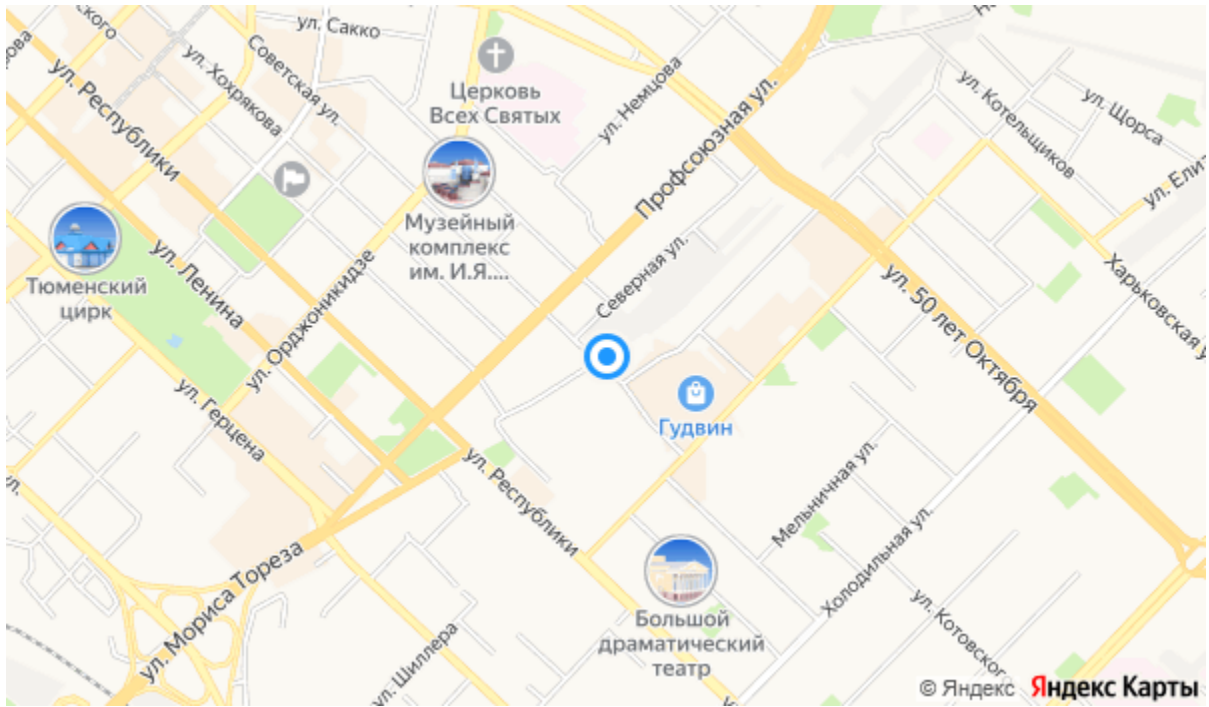 ул. Сакко
ул. Республики
ул. Хохрякова
Советская ул.
Церковь
Всех Святых
ул. Немцова
Профсоюзная ул.
ул. Котельщиков
ул. Щорса
Музейный
комплекс
им. И.Я....
Северная ул.
Тюменский
цирк
ул. Ленина
ул. Орджоникидзе
ул. 50 лет Октября
Харьковская у
ул. Герцена
Гудвин
ул. Республики
Мельничная ул.
Холодильная ул.
ул. Мориса Тореза
ул. Шиллера
Большой
драматический
театр
ул. Котовског
© Яндекс Яндекс Карты